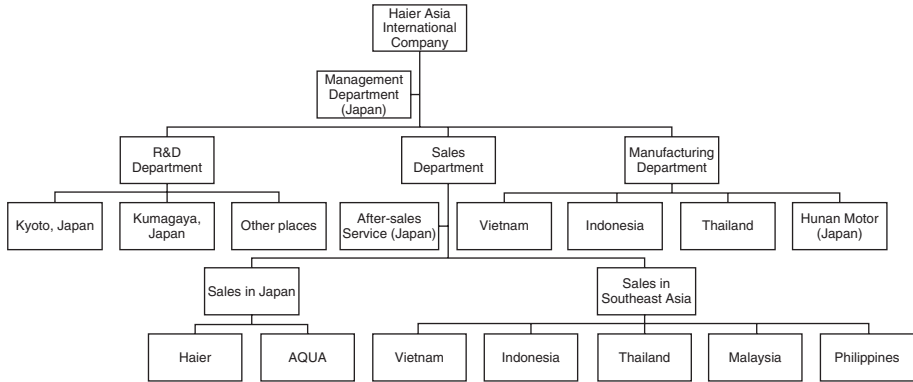 Haier Asia
International
Company
Management
Department
(Japan)
R&D
Department
Sales
Department
Manufacturing
Department
Kyoto, Japan
Kumagaya,
Japan
Other places
After-sales
Service (Japan)
Vietnam
Indonesia
Thailand
Hunan Motor
(Japan)
Sales in Japan
Sales in
Southeast Asia
Haier
AQUA
Vietnam
Indonesia
Thailand
Malaysia
Philippines